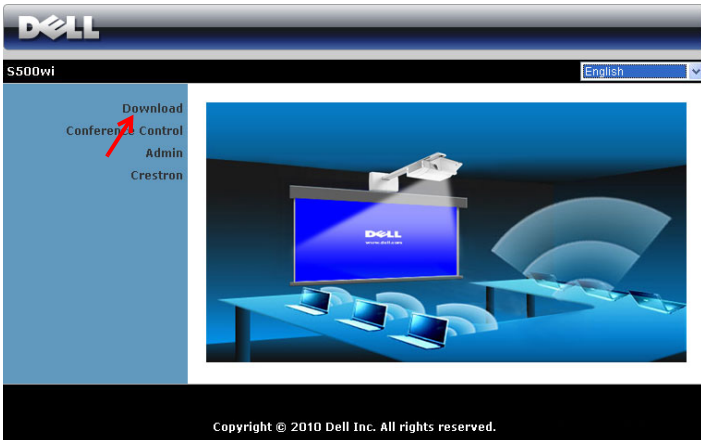 DELL
S500wi
English
Download
Conference Control
Admin
Crestron
DELL
www.dell.com
Copyright © 2010 Dell Inc. All rights reserved.